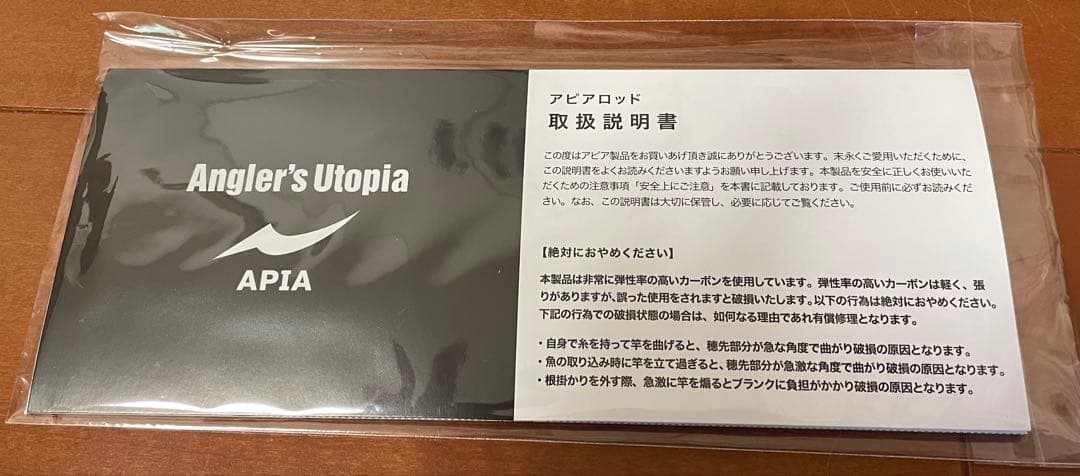 Angler's Utopia
APIA
アピアロッド
取扱説明書
この度はアピア製品をお買いあげ頂き誠にありがとうございます。末永くご愛用いただくために、
この説明書をよくお読みくださいますようお願い申し上げます。本製品を安全に正しくお使いいた
だくための注意事項「安全上にご注意」を本書に記載しております。ご使用前に必ずお読みくださ
い。なお、この説明書は大切に保管し、必要に応じてご覧ください。
【絶対におやめください】
本製品は非常に弾性率の高いカーボンを使用しています。弾性率の高いカーボンは軽く、張
りがありますが、誤った使用をされますと破損いたします。以下の行為は絶対におやめください。
下記の行為での破損状態の場合は、如何なる理由であれ有償修理となります。
・自身で糸を持って竿を曲げると、穂先部分が急な角度で曲がり破損の原因となります。
・魚の取り込み時に竿を立て過ぎると、穂先部分が急激な角度で曲がり破損の原因となります。
・根掛かりを外す際、急激に竿を煽るとブランクに負担がかかり破損の原因となります。